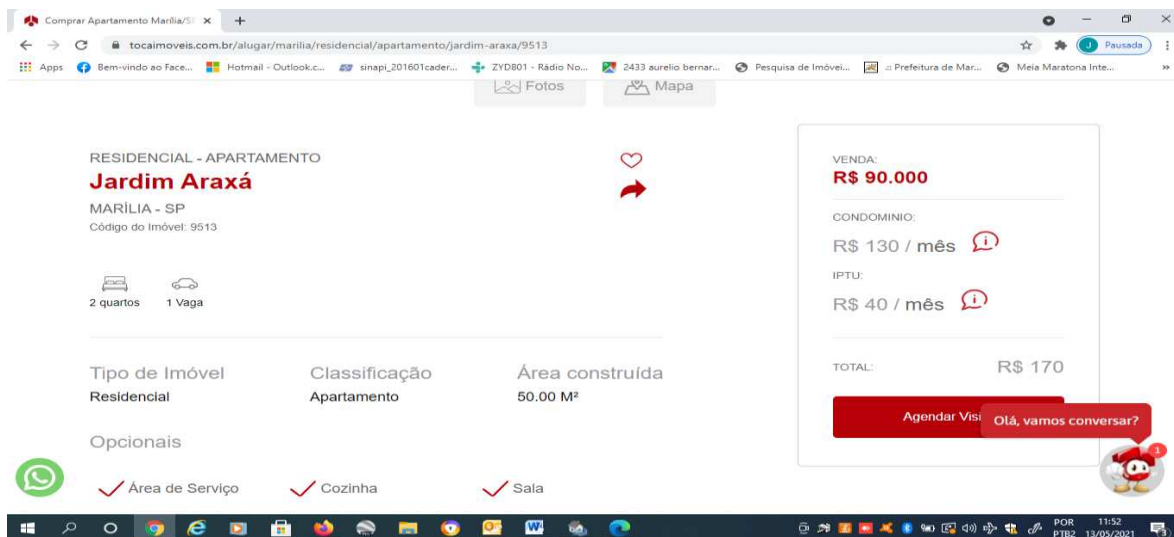 Comprar Apartamento Marília/S
tocaimoveis.com.br/alugar/marilia/residencial/apartamento/jardim-araxa/9513
Pausada
Apps Bem-vindo ao Face... Hotmail - Outlook.c... sinapi_201601cader... ZYD801 - Rádio No... 2433 aurelio bernar... Pesquisa de Imóvei... .:: Prefeitura de Mar... Meia Maratona Inte... »
Fotos Mapa
RESIDENCIAL - APARTAMENTO
Jardim Araxá
MARÍLIA - SP
Código do Imóvel: 9513
2 quartos 1 Vaga
VENDA:
R$ 90.000
CONDOMINIO:
R$ 130 / mês
IPTU:
R$ 40 / mês
TOTAL: R$ 170
Agendar Visi
Olá, vamos conversar?
1
Tipo de Imóvel Classificação Área construída
Residencial Apartamento 50.00 M²
Opcionais
Área de Serviço Cozinha Sala
POR 11:52
PTB2 13/05/2021